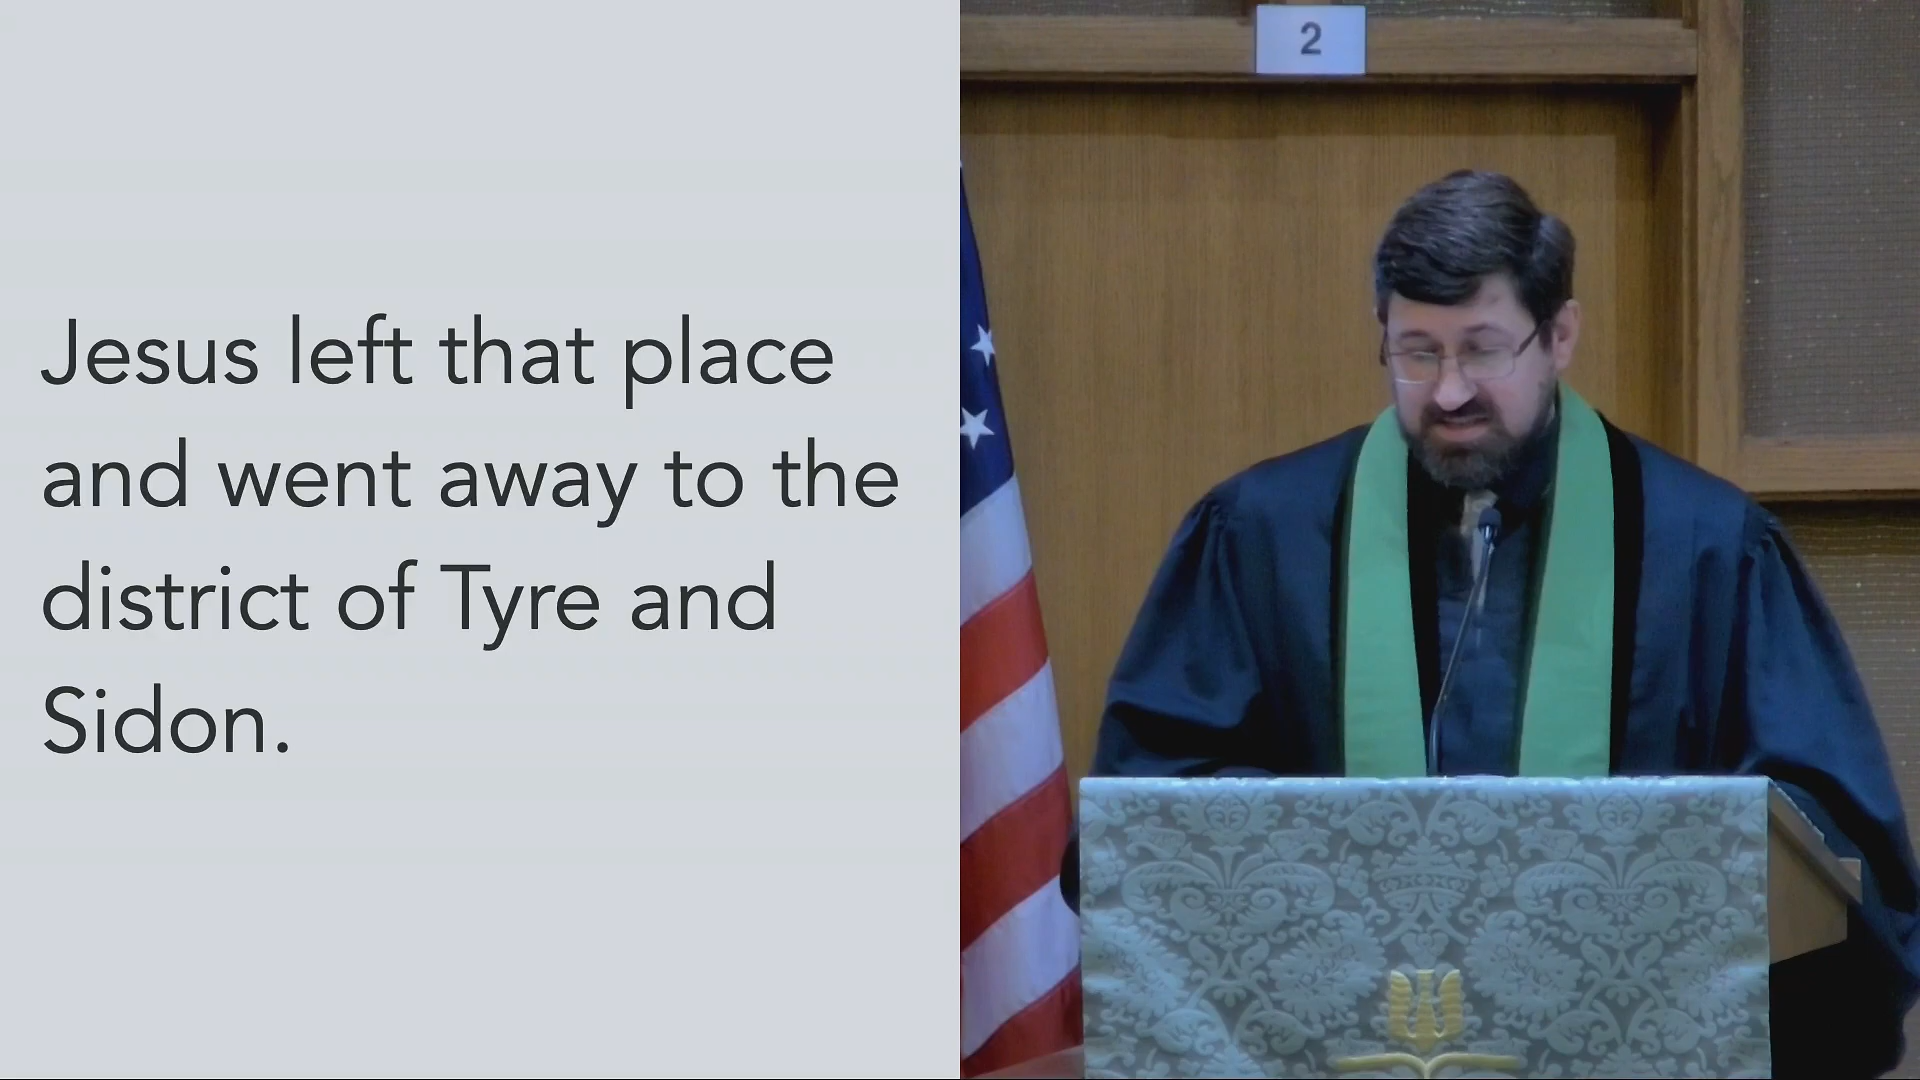 Jesus left that place
and went away to the
district of Tyre and
Sidon.
2